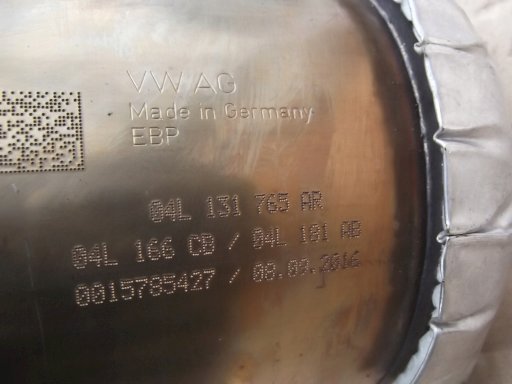 VW AG
Made in Germany
EBP
04L 131 765 AR
04L 166 CB / 04L 181 AB
0015785427 / 08.09.2016